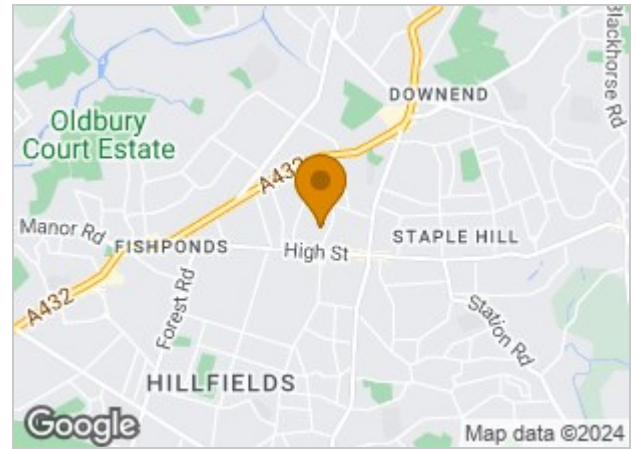 Blackhorse Rd
DOWNEND
Oldbury
Court Estate
A432
Manor Rd
FISHPONDS
High St
STAPLE HILL
A432
Forest Rd
Station Rd
HILLFIELDS
Google
Map data ©2024